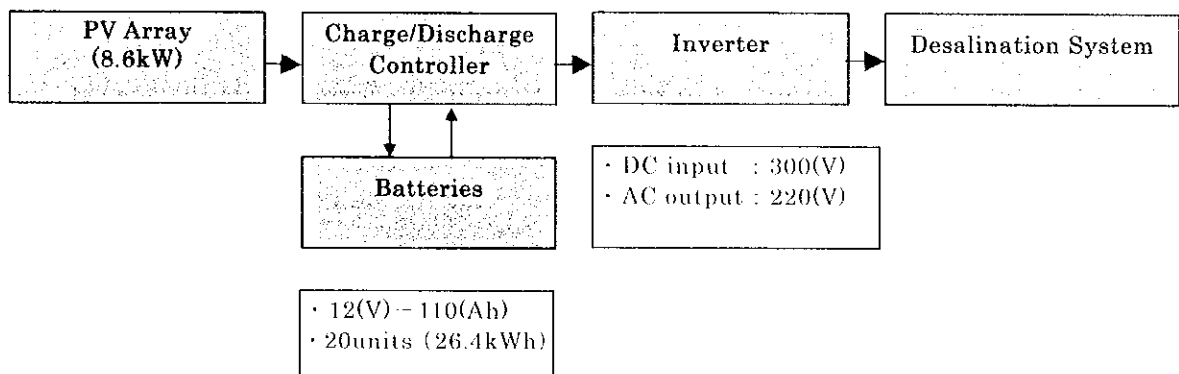 PV Array
(8.6kW)
Charge/Discharge
Controller
Inverter
Desalination System
Batteries
· DC input : 300(V)
· AC output : 220(V)
· 12(V) - 110(Ah)
· 20units (26.4kWh)